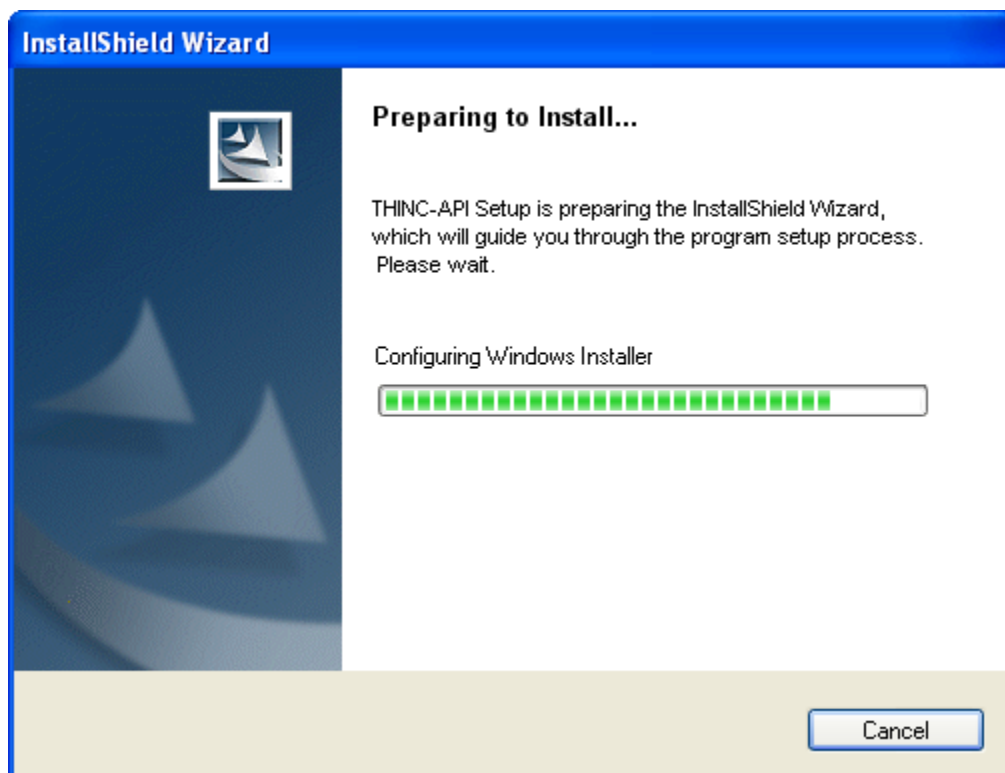 InstallShield Wizard
Preparing to Install...
THINC-API Setup is preparing the InstallShield Wizard,
which will guide you through the program setup process.
Please wait.
Configuring Windows Installer
Cancel